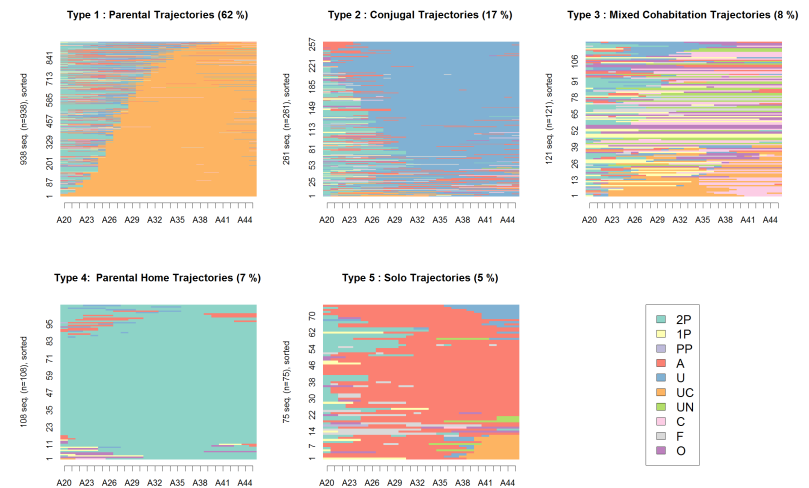 Type 1 : Parental Trajectories (62 %)
938 seq. (n=938), sorted
1 87 201 329 457 585 713 841
A20 A23 A26 A29 A32 A35 A38 A41 A44
Type 2 : Conjugal Trajectories (17 %)
261 seq. (n=261), sorted
1 25 53 81 113 149 185 221 257
A20 A23 A26 A29 A32 A35 A38 A41 A44
Type 3 : Mixed Cohabitation Trajectories (8 %)
121 seq. (n=121), sorted
1 13 26 39 52 65 78 91 106
A20 A23 A26 A29 A32 A35 A38 A41 A44
Type 4: Parental Home Trajectories (7 %)
108 seq. (n=108), sorted
1 11 23 35 47 59 71 83 95
A20 A23 A26 A29 A32 A35 A38 A41 A44
Type 5 : Solo Trajectories (5 %)
75 seq. (n=75), sorted
1 7 14 22 30 38 46 54 62 70
A20 A23 A26 A29 A32 A35 A38 A41 A44
2P
1P
PP
A
U
UC
UN
C
F
O